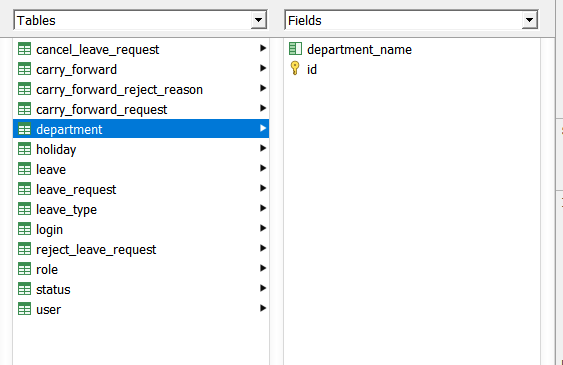 Tables
cancel_leave_request
carry_forward
carry_forward_reject_reason
carry_forward_request
department
holiday
leave
leave_request
leave_type
login
reject_leave_request
role
status
user
Fields
department_name
id